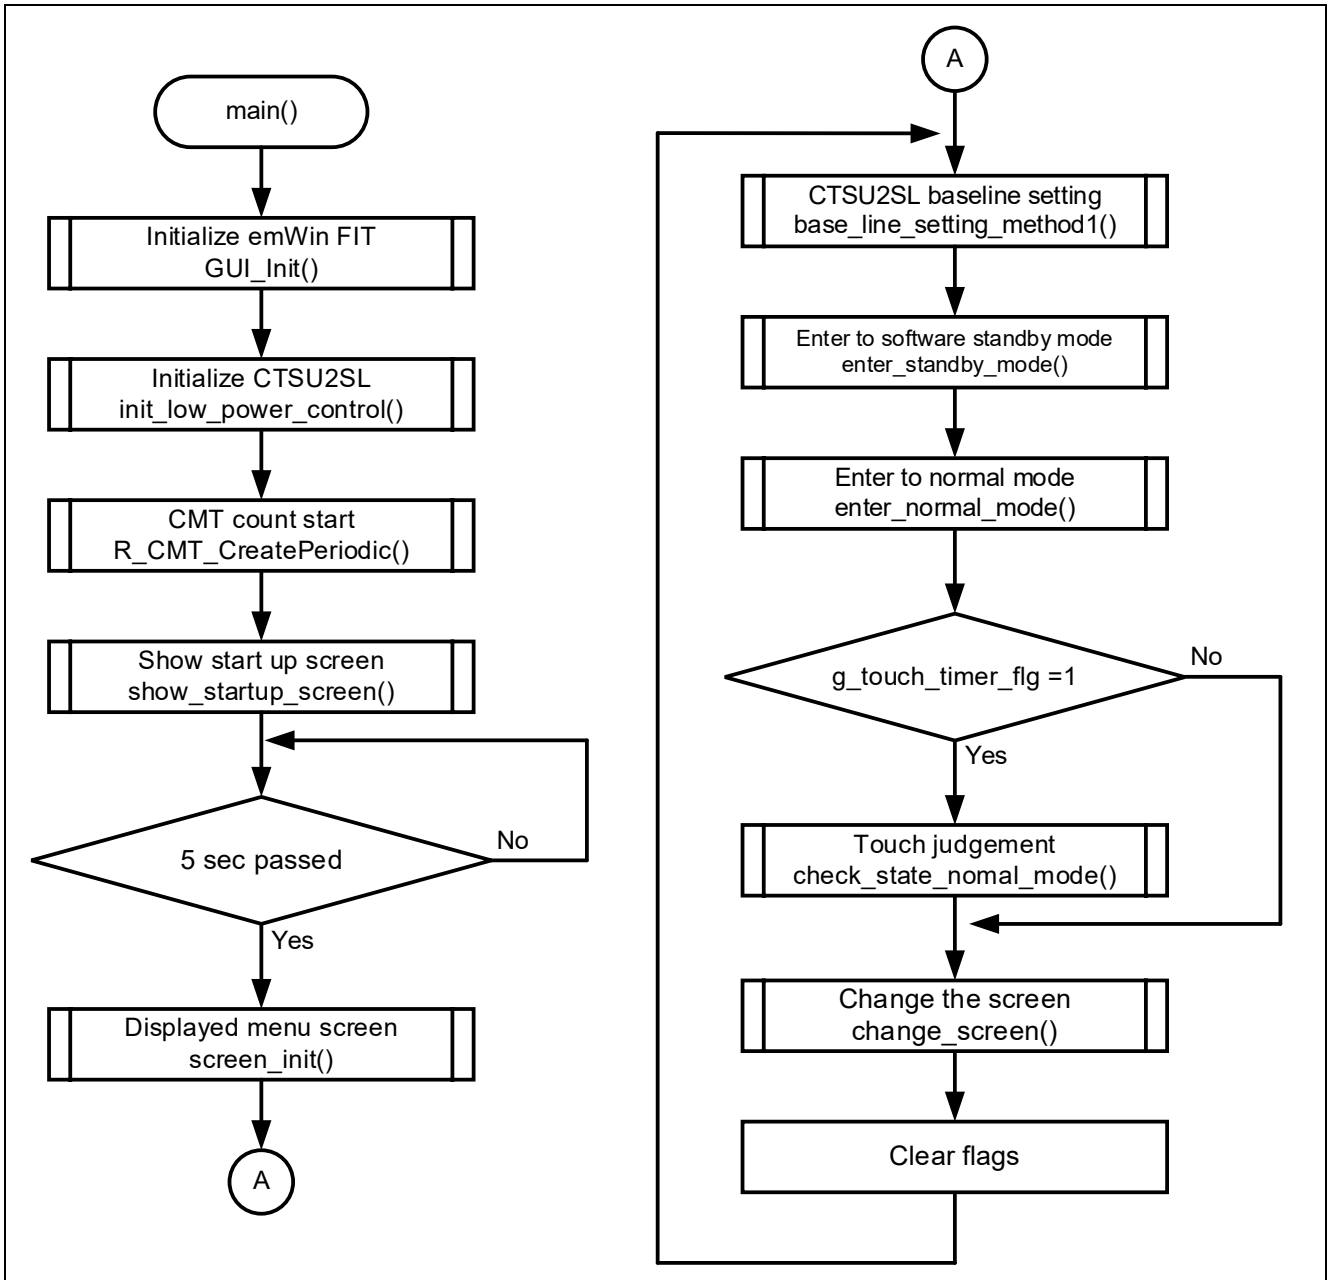 main()
Initialize emWin FIT
GUI_Init()
Initialize CTSU2SL
init_low_power_control()
CMT count start
R_CMT_CreatePeriodic()
Show start up screen
show_startup_screen()
5 sec passed
No
Yes
Displayed menu screen
screen_init()
A
A
CTSU2SL baseline setting
base_line_setting_method1()
Enter to software standby mode
enter_standby_mode()
Enter to normal mode
enter_normal_mode()
g_touch_timer_flg =1
No
Yes
Touch judgement
check_state_nomal_mode()
Change the screen
change_screen()
Clear flags